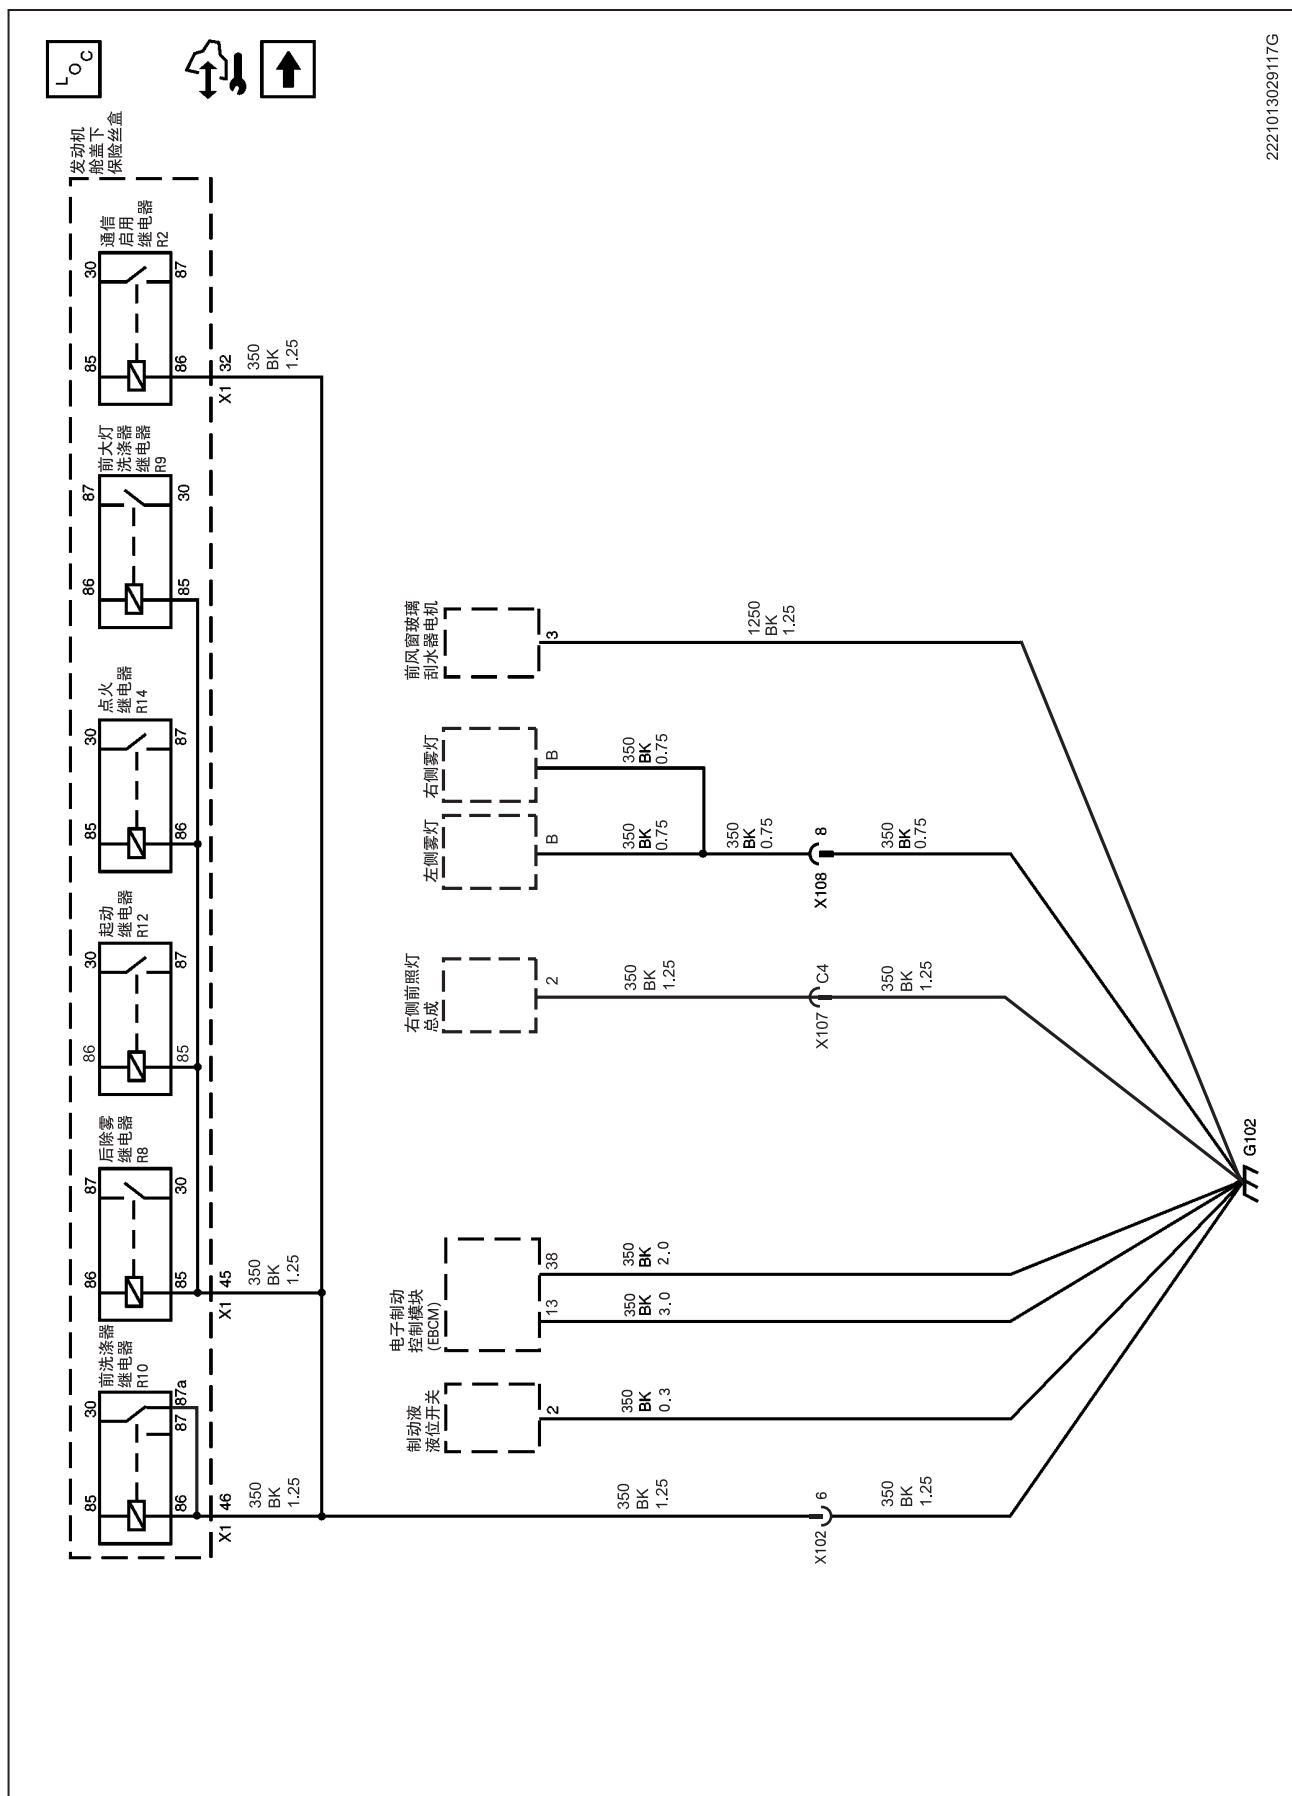 LOC
发动机
舱盖下
保险丝盒
前洗涤器
继电器
R10
30
87
87a
85
86
X1
46
350
BK
1.25
后除雾
继电器
R8
87
30
86
85
X1
45
350
BK
1.25
起动
继电器
R12
30
87
86
85
点火
继电器
R14
30
87
85
86
前大灯
洗涤器
继电器
R9
87
30
86
85
通信
启用
继电器
R2
30
87
85
86
X1
32
350
BK
1.25
制动液
液位开关
2
350
BK
0.3
电子制动
控制模块
(EBCM)
13
38
350
BK
3.0
350
BK
2.0
右侧前照灯
总成
2
350
BK
1.25
左侧雾灯
B
350
BK
0.75
右侧雾灯
B
350
BK
0.75
350
BK
0.75
前风窗玻璃
刮水器电机
3
1250
BK
1.25
350
BK
1.25
X102
6
350
BK
1.25
X107
C4
350
BK
1.25
X108
8
350
BK
0.75
G102
2221013029117G